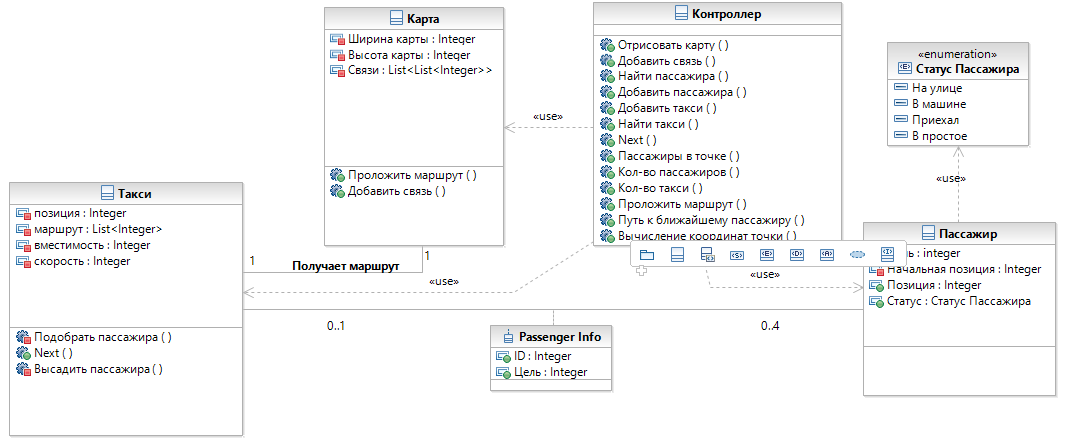 Карта
Ширина карты : Integer
Высота карты : Integer
Связи : List<List<Integer>>
Проложить маршрут ( )
Добавить связь ( )
Контроллер
Отрисовать карту ( )
Добавить связь ( )
Найти пассажира ( )
Добавить пассажира ( )
Добавить такси ( )
Найти такси ( )
Next ( )
Пассажиры в точке ( )
Кол-во пассажиров ( )
Кол-во такси ( )
Проложить маршрут ( )
Путь к ближайшему пассажиру ( )
Вычисление координат точки ( )
«enumeration»
<E> Статус Пассажира
На улице
В машине
Приехал
В простое
«use»
«use»
Такси
позиция : Integer
маршрут : List<Integer>
вместимость : Integer
скорость : Integer
Подобрать пассажира ( )
Next ( )
Высадить пассажира ( )
1
Получает маршрут
1
«use»
<S> <E> <D> <A> <I>
«use»
Пассажир
: integer
Начальная позиция : Integer
Позиция : Integer
Статус : Статус Пассажира
0..1
0..4
Passenger Info
ID : Integer
Цель : Integer